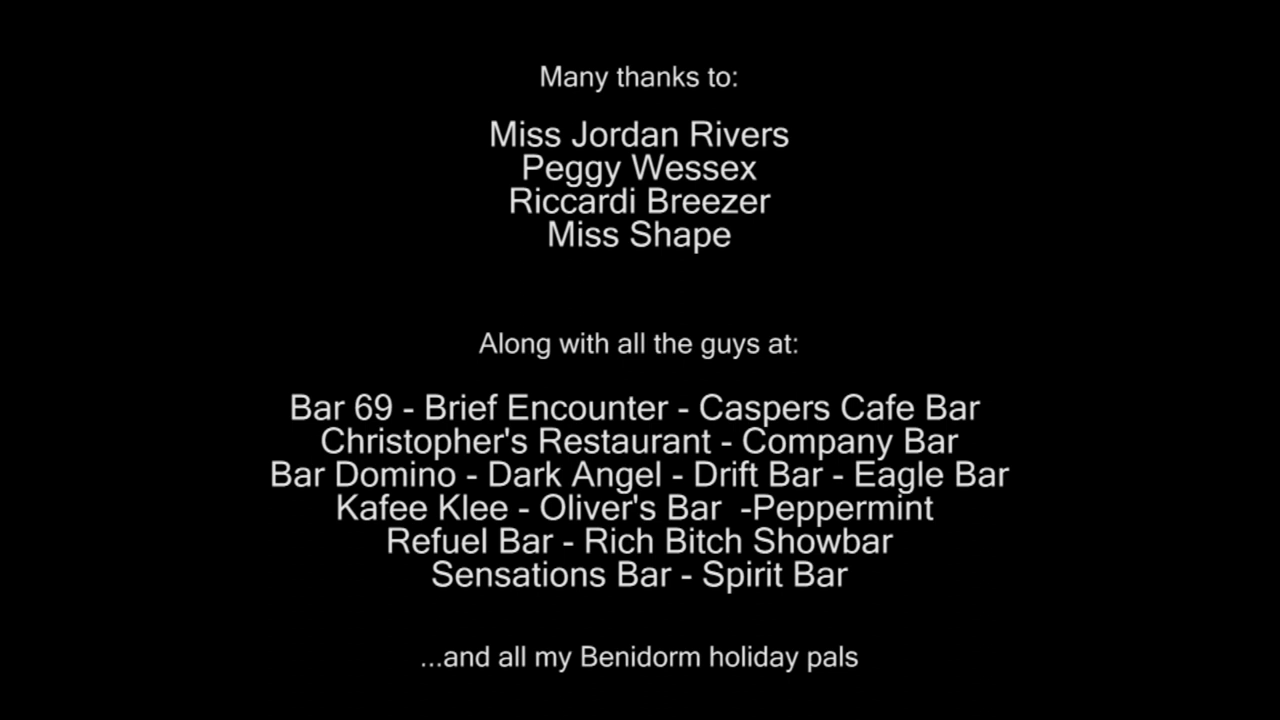 Many thanks to:
Miss Jordan Rivers
Peggy Wessex
Riccardi Breezer
Miss Shape
Along with all the guys at:
Bar 69 - Brief Encounter - Caspers Cafe Bar
Christopher's Restaurant - Company Bar
Bar Domino - Dark Angel - Drift Bar - Eagle Bar
Kafee Klee - Oliver's Bar  -Peppermint
Refuel Bar - Rich Bitch Showbar
Sensations Bar - Spirit Bar
...and all my Benidorm holiday pals